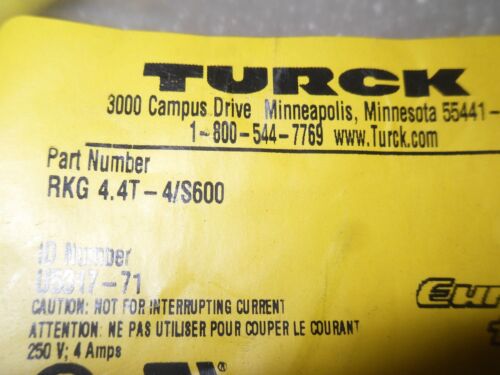 TURCK
3000 Campus Drive Minneapolis, Minnesota 55441-
1-800-544-7769 www.Turck.com
Part Number
RKG 4.4T-4/S600
ID Number
U5317-71
CAUTION: NOT FOR INTERRUPTING CURRENT
ATTENTION: NE PAS UTILISER POUR COUPER LE COURANT
250 V; 4 Amps
®